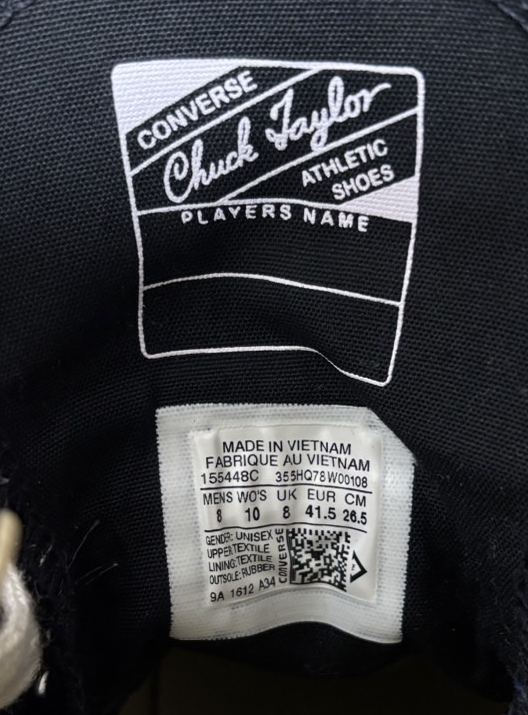 CONVERSE
Chuck Taylor
ATHLETIC
SHOES
PLAYERS NAME
MADE IN VIETNAM
FABRIQUE AU VIETNAM
155448C 355HQ78W00108
MENS WO'S UK EUR CM
8 10 8 41.5 26.5
GENDER: UNISEX
UPPER:TEXTILE
LINING:TEXTILE
OUTSOLE:RUBBER
9A 1612 A34
CONVERSE